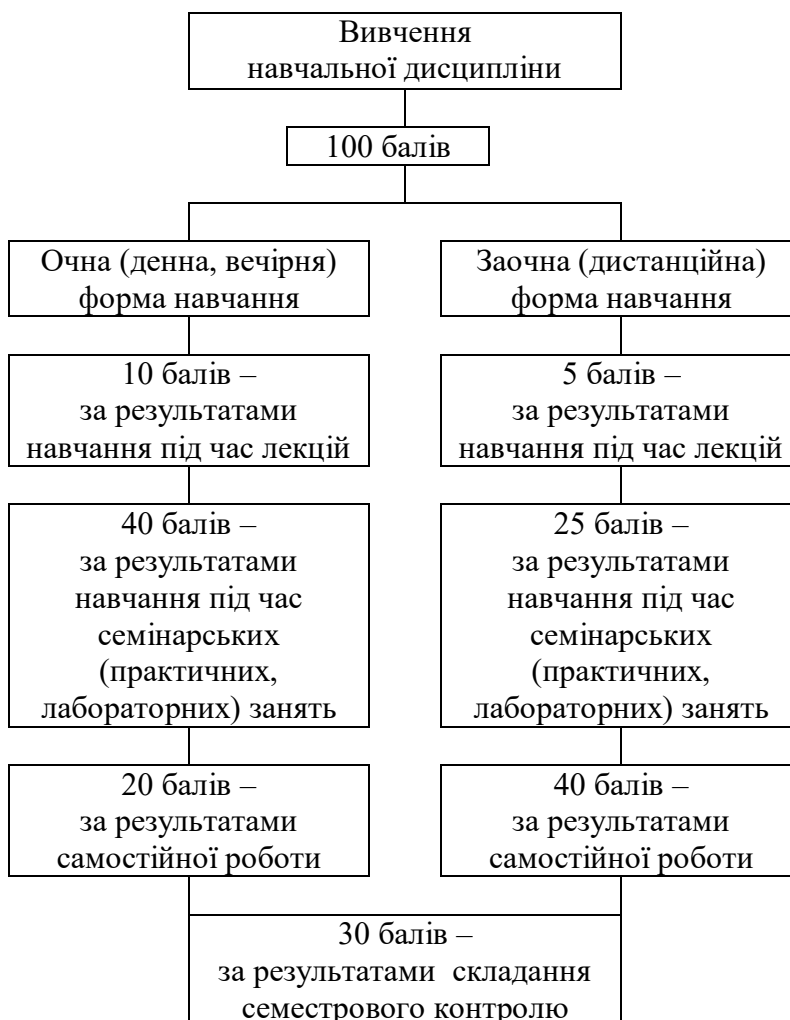 Вивчення
навчальної дисципліни
100 балів
Очна (денна, вечірня)
форма навчання
Заочна (дистанційна)
форма навчання
10 балів –
за результатами
навчання під час лекцій
5 балів –
за результатами
навчання під час лекцій
40 балів –
за результатами
навчання під час
семінарських
(практичних,
лабораторних) занять
25 балів –
за результатами
навчання під час
семінарських
(практичних,
лабораторних) занять
20 балів –
за результатами
самостійної роботи
40 балів –
за результатами
самостійної роботи
30 балів –
за результатами складання
семестрового контролю